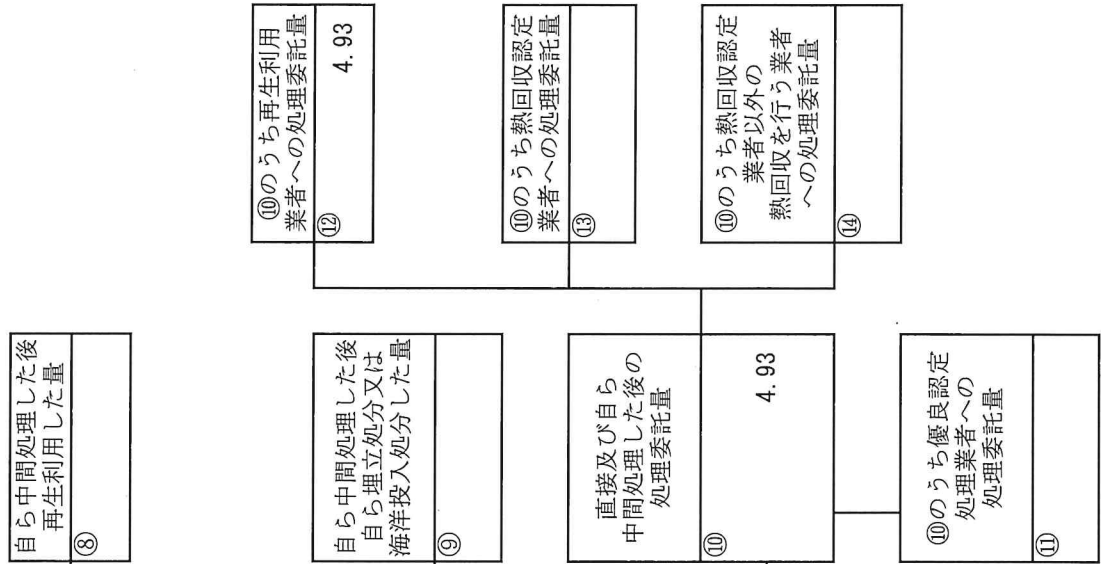 自ら中間処理した後
再生利用した量
⑧
自ら中間処理した後
自ら埋立処分又は
海洋投入処分した量
⑨
直接及び自ら
中間処理した後の
処理委託量
⑩
4.93
⑩のうち優良認定
処理業者への
処理委託量
⑪
⑩のうち再生利用
業者への処理委託量
⑫
4.93
⑩のうち熱回収認定
業者への処理委託量
⑬
⑩のうち熱回収認定
業者以外の
熱回収を行う業者
への処理委託量
⑭